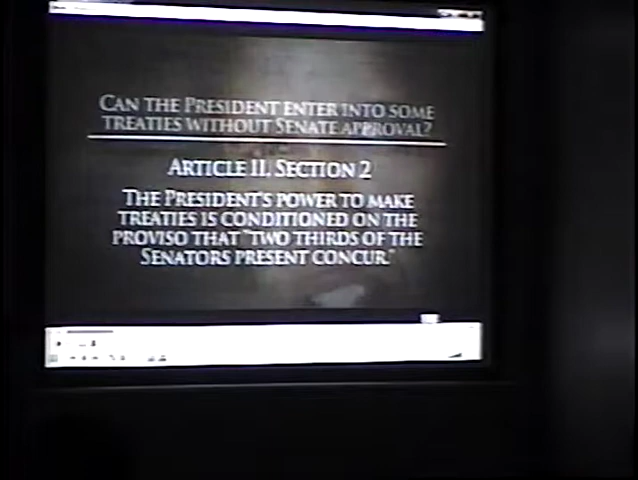 CAN THE PRESIDENT ENTER INTO SOME
TREATIES WITHOUT SENATE APPROVAL?
ARTICLE II, SECTION 2
THE PRESIDENT'S POWER TO MAKE
TREATIES IS CONDITIONED ON THE
PROVISO THAT "TWO THIRDS OF THE
SENATORS PRESENT CONCUR."